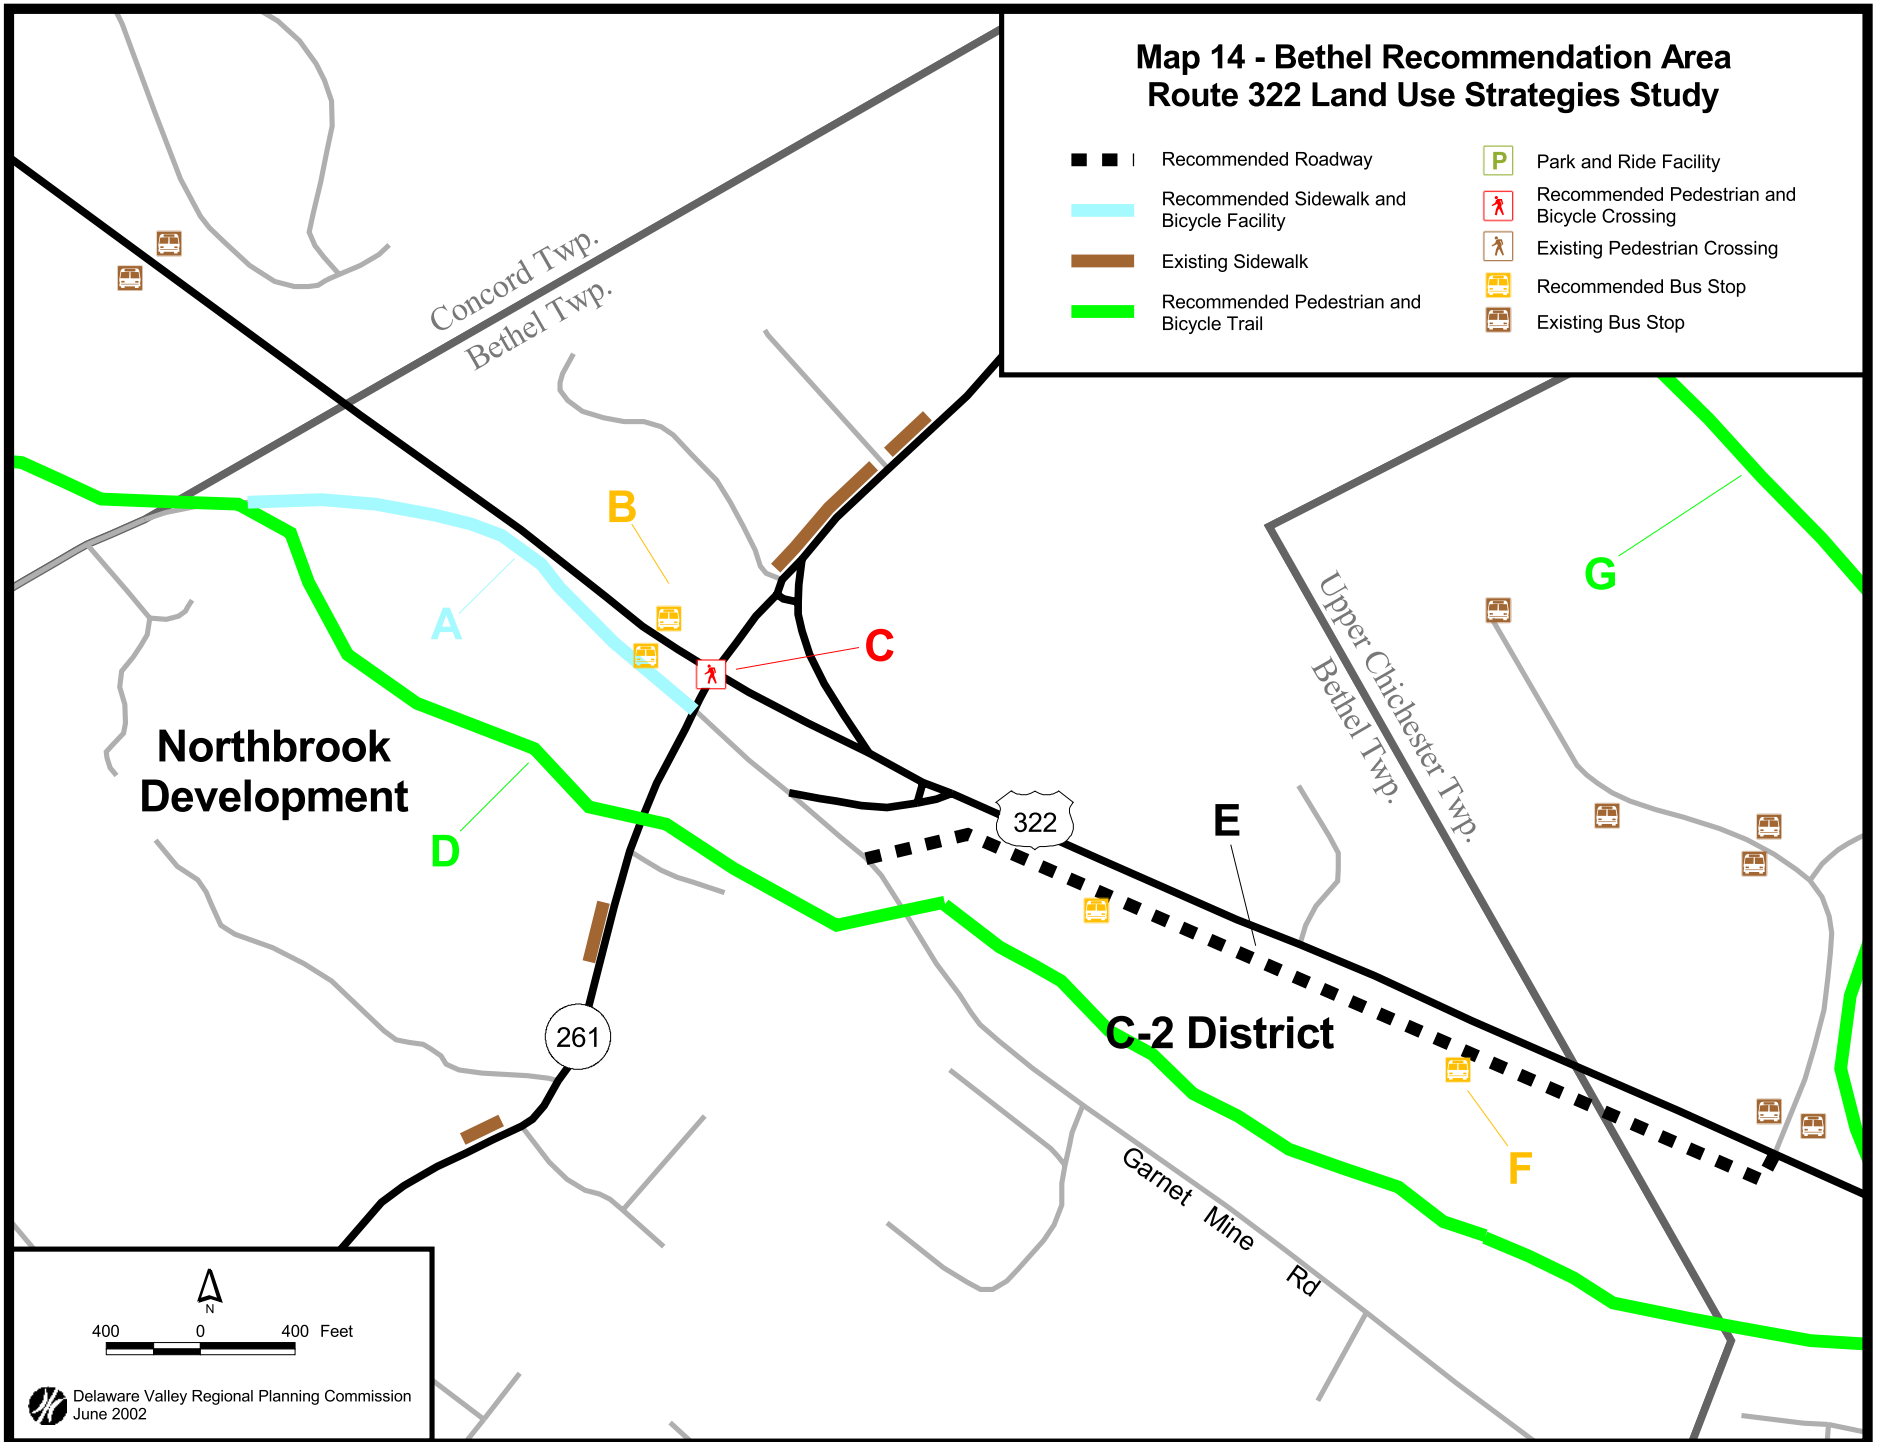 Map 14 - Bethel Recommendation Area
Route 322 Land Use Strategies Study
Recommended Roadway
Recommended Sidewalk and
Bicycle Facility
Existing Sidewalk
Recommended Pedestrian and
Bicycle Trail
P
Park and Ride Facility
Recommended Pedestrian and
Bicycle Crossing
Existing Pedestrian Crossing
Recommended Bus Stop
Existing Bus Stop
Concord Twp.
Bethel Twp.
B
A
C
G
Upper Chichester Twp.
Bethel Twp.
Northbrook
Development
D
322
E
261
C-2 District
F
Garnet Mine Rd
N
400 0 400 Feet
Delaware Valley Regional Planning Commission
June 2002